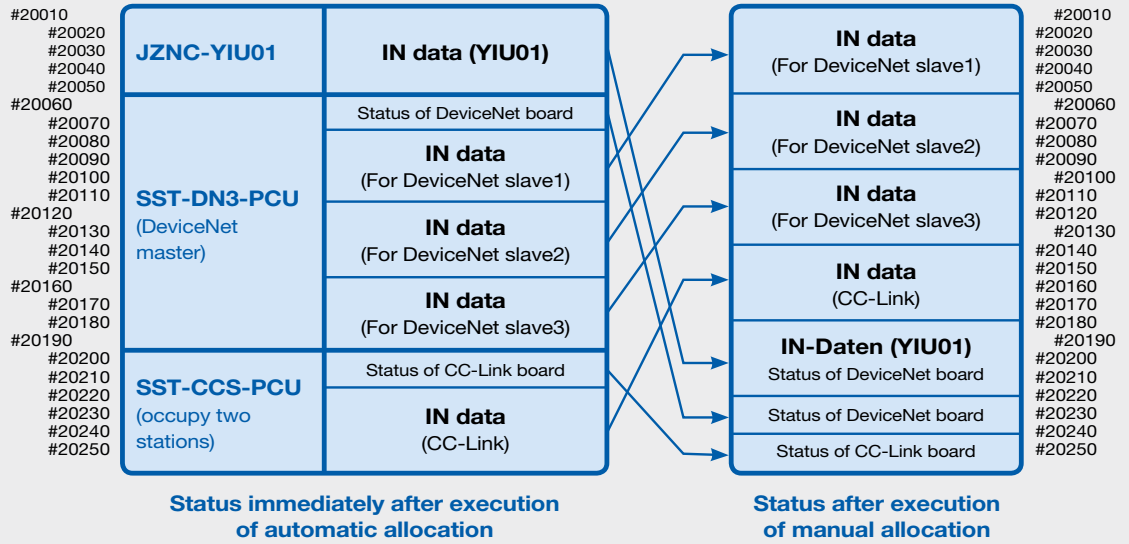 #20010
#20020
#20030
#20040
#20050
#20060
#20070
#20080
#20090
#20100
#20110
#20120
#20130
#20140
#20150
#20160
#20170
#20180
#20190
#20200
#20210
#20220
#20230
#20240
#20250
JZNC-YIU01
IN data (YIU01)
SST-DN3-PCU
(DeviceNet
master)
Status of DeviceNet board
IN data
(For DeviceNet slave1)
IN data
(For DeviceNet slave2)
IN data
(For DeviceNet slave3)
SST-CCS-PCU
(occupy two
stations)
Status of CC-Link board
IN data
(CC-Link)
Status immediately after execution
of automatic allocation
IN data
(For DeviceNet slave1)
IN data
(For DeviceNet slave2)
IN data
(For DeviceNet slave3)
IN data
(CC-Link)
IN-Daten (YIU01)
Status of DeviceNet board
Status of DeviceNet board
Status of CC-Link board
Status after execution
of manual allocation
#20010
#20020
#20030
#20040
#20050
#20060
#20070
#20080
#20090
#20100
#20110
#20120
#20130
#20140
#20150
#20160
#20170
#20180
#20190
#20200
#20210
#20220
#20230
#20240
#20250